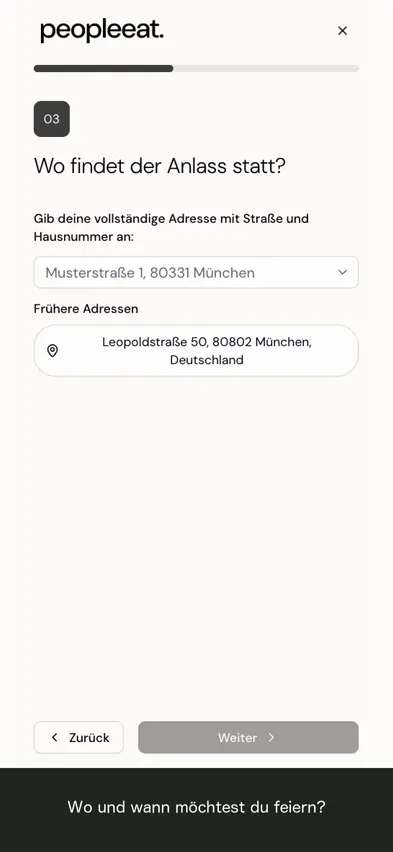 peopleeat.
03
Wo findet der Anlass statt?
Gib deine vollständige Adresse mit Straße und
Hausnummer an:
Musterstraße 1, 80331 München
Frühere Adressen
Leopoldstraße 50, 80802 München,
Deutschland
Zurück
Weiter
Wo und wann möchtest du feiern?